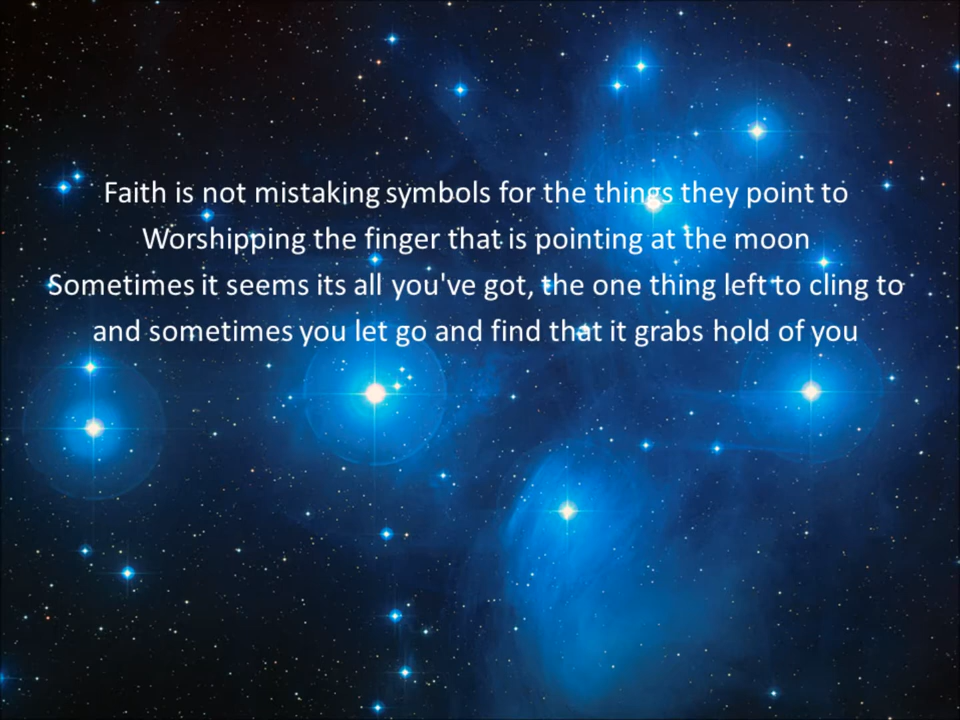 Faith is not mistaking symbols for the things they point to
Worshipping the finger that is pointing at the moon
Sometimes it seems its all you've got, the one thing left to cling to
and sometimes you let go and find that it grabs hold of you